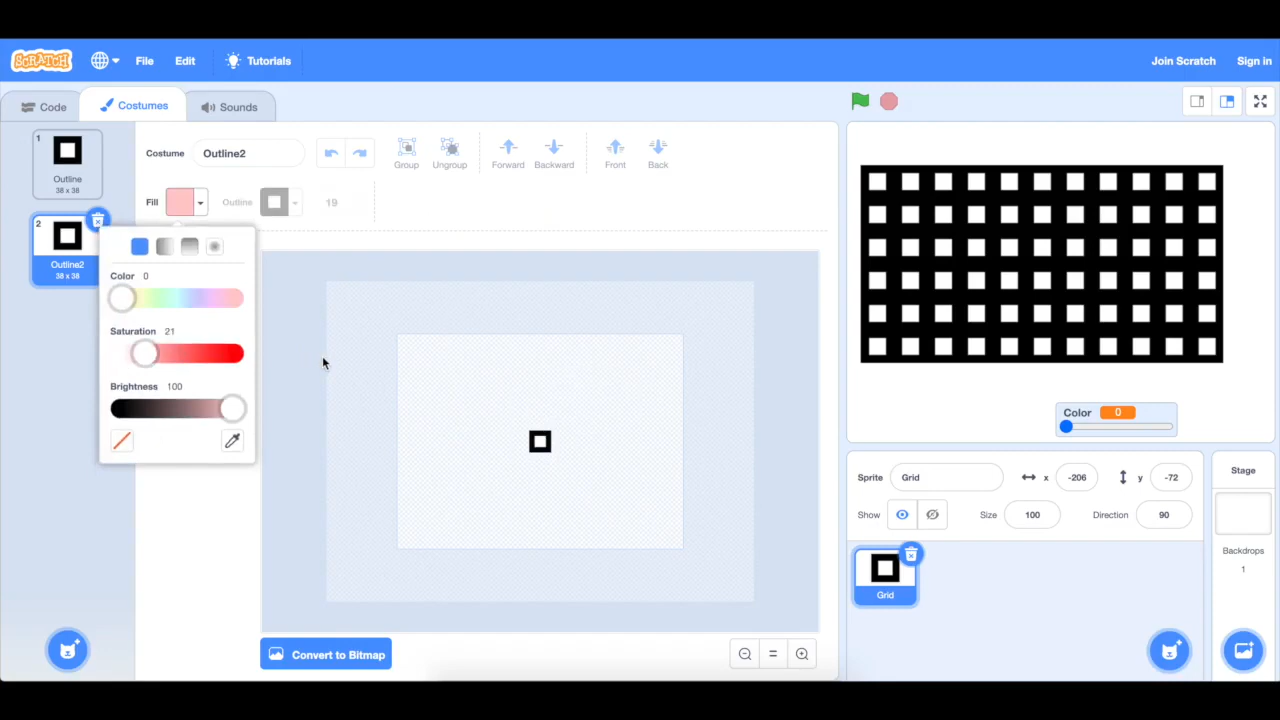 SCRATCH File Edit Tutorials Join Scratch Sign in
Code Costumes Sounds
1
Outline
38 x 38
2
Outline2
38 x 38
Costume Outline2 Group Ungroup Forward Backward Front Back
Fill Outline 19
Color 0
Saturation 21
Brightness 100
Convert to Bitmap
Color 0
Sprite Grid x -206 y -72
Show Size 100 Direction 90
Grid
Stage
Backdrops
1